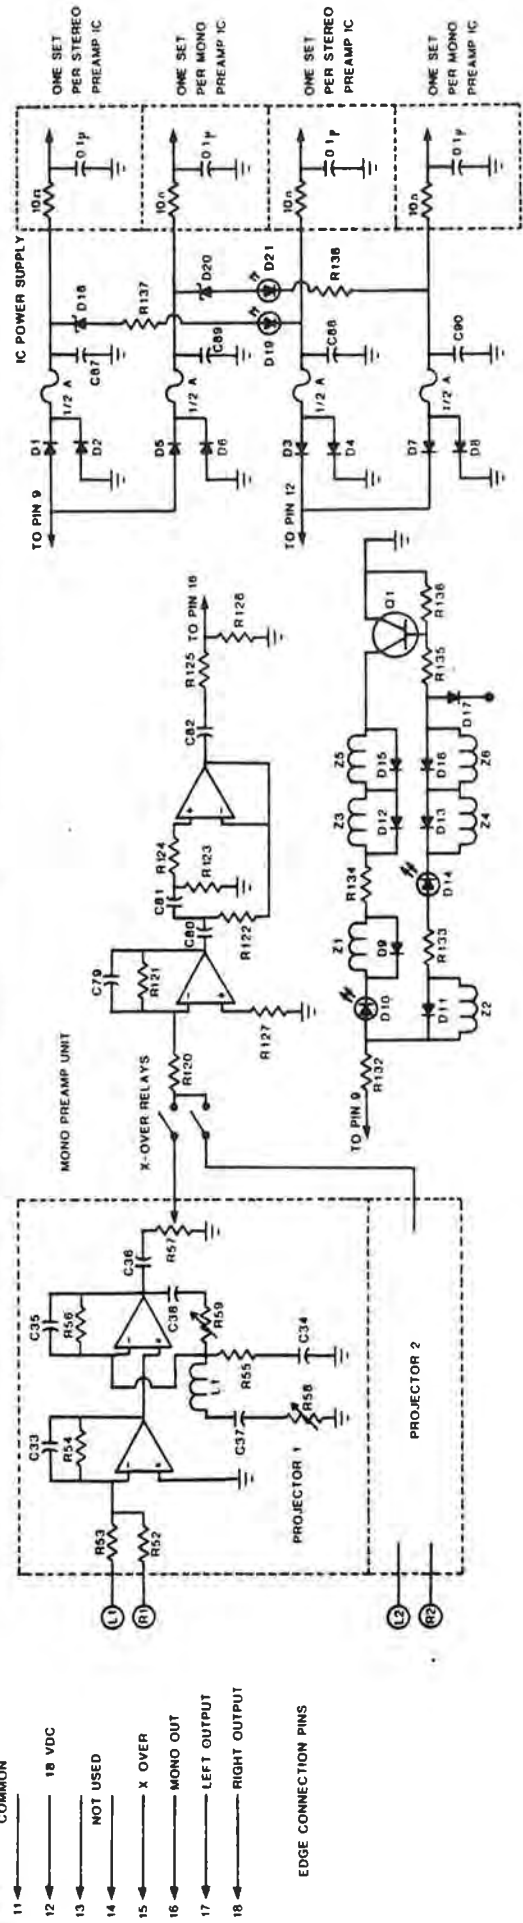 COMMON
11
12 18 VDC
13
NOT USED
14
15 X OVER
16 MONO OUT
17 LEFT OUTPUT
18 RIGHT OUTPUT
EDGE CONNECTION PINS
L1
R1
R53
R52
C33
R54
-
+
C35
R56
-
+
C36
R57
C38
R59
L1
R55
C34
C37
R58
PROJECTOR 1
L2
R2
PROJECTOR 2
MONO PREAMP UNIT
X-OVER RELAYS
R120
C79
R121
-
+
R127
C80
C81
R122
R123
R124
+
-
C82
R125
TO PIN 16
R126
TO PIN 9
R132
D10
Z1
D9
R134
Z3
D12
Z5
D15
Q1
D11
Z2
R133
D14
D13
Z4
D16
Z6
D17
R135
R136
IC POWER SUPPLY
TO PIN 9
D1
D2
1/2 A
C87
D18
R137
10Ω
0.1µ
ONE SET
PER STEREO
PREAMP IC
D5
D6
1/2 A
C89
D20
10Ω
0.1µ
ONE SET
PER MONO
PREAMP IC
D19
D21
TO PIN 12
D3
D4
1/2 A
C88
R138
10Ω
0.1µ
ONE SET
PER STEREO
PREAMP IC
D7
D8
1/2 A
C90
10Ω
0.1µ
ONE SET
PER MONO
PREAMP IC